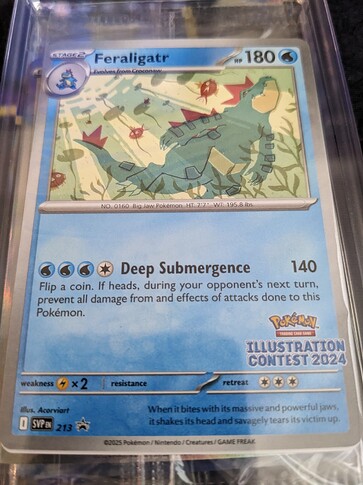 STAGE 2
Feraligatr
HP 180
Evolves from Croconaw
NO. 0160 Big Jaw Pokémon HT: 7'7" WT: 195.8 lbs.
Deep Submergence 140
Flip a coin. If heads, during your opponent's next turn,
prevent all damage from and effects of attacks done to this
Pokémon.
Pokémon
TRADING CARD GAME
ILLUSTRATION
CONTEST 2024
weakness ×2 resistance retreat
Illus. Acorviart
I SVP EN 213
When it bites with its massive and powerful jaws,
it shakes its head and savagely tears its victim up.
©2025 Pokémon / Nintendo / Creatures / GAME FREAK